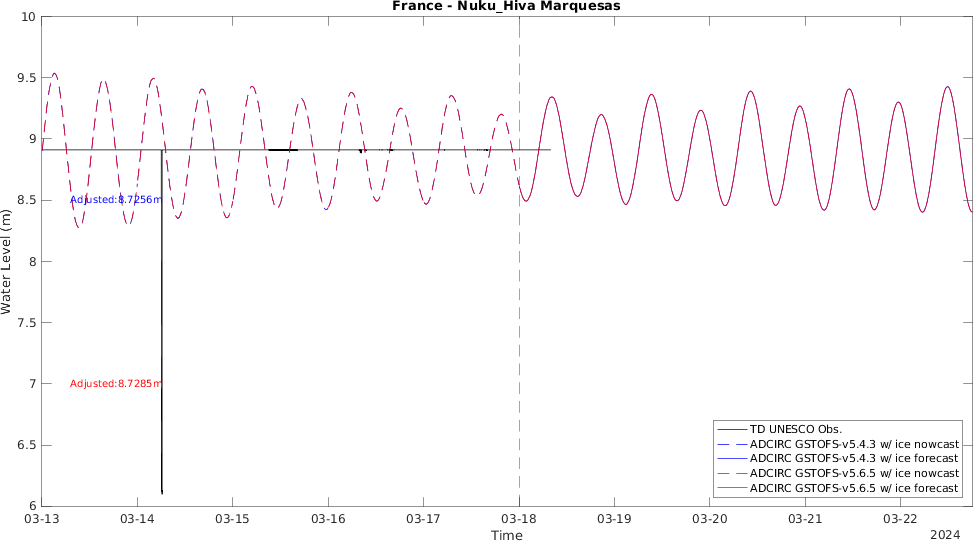 France - Nuku_Hiva Marquesas
10
9.5
9
8.5
8
7.5
7
6.5
6
Water Level (m)
Adjusted:8.7256m
Adjusted:8.7285m
TD UNESCO Obs.
ADCIRC GSTOFS-v5.4.3 w/ ice nowcast
ADCIRC GSTOFS-v5.4.3 w/ ice forecast
ADCIRC GSTOFS-v5.6.5 w/ ice nowcast
ADCIRC GSTOFS-v5.6.5 w/ ice forecast
03-13 03-14 03-15 03-16 03-17 03-18 03-19 03-20 03-21 03-22
Time
2024